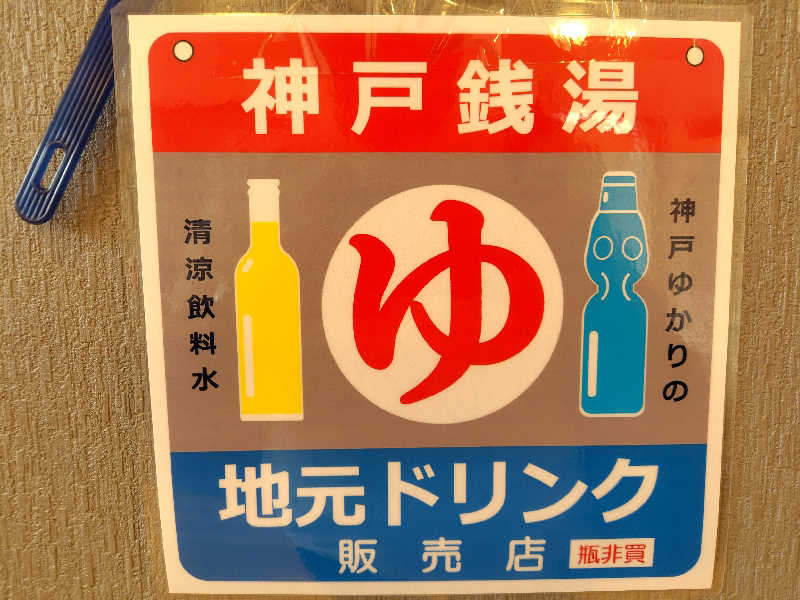 神戸銭湯
神戸ゆかりの
ゆ
清涼飲料水
地元ドリンク
販売店 瓶非買